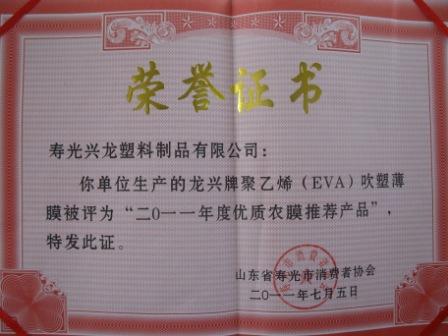 荣誉证书
寿光兴龙塑料制品有限公司：
你单位生产的龙兴牌聚乙烯（EVA）吹塑薄
膜被评为“二O一一年度优质农膜推荐产品”，
特发此证。
山东省寿光市消费者协会
二O一一年七月五日